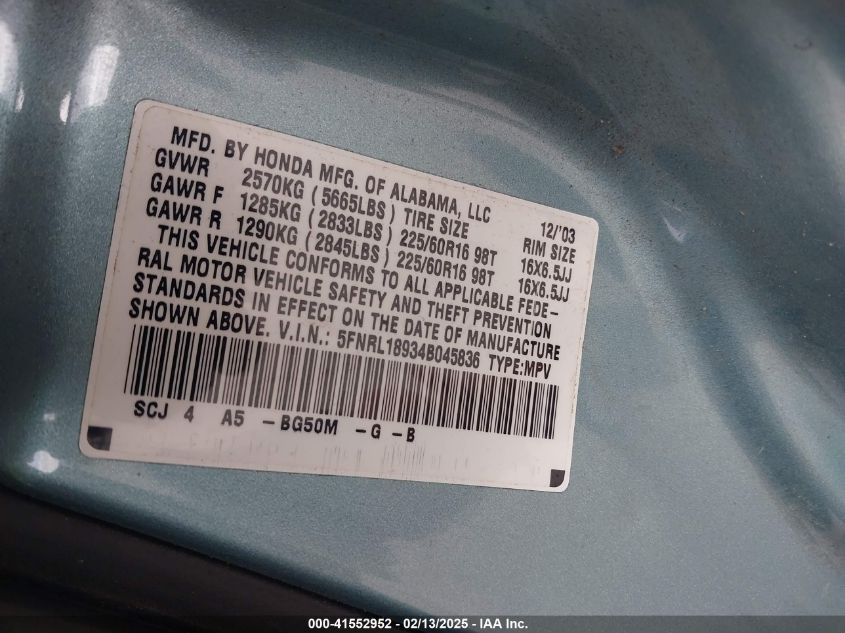 MFD. BY HONDA MFG. OF ALABAMA, LLC 12/'03
GVWR 2570KG (5665LBS) TIRE SIZE RIM SIZE
GAWR F 1285KG (2833LBS) 225/60R16 98T 16X6.5JJ
GAWR R 1290KG (2845LBS) 225/60R16 98T 16X6.5JJ
THIS VEHICLE CONFORMS TO ALL APPLICABLE FEDE-
RAL MOTOR VEHICLE SAFETY AND THEFT PREVENTION
STANDARDS IN EFFECT ON THE DATE OF MANUFACTURE
SHOWN ABOVE. V.I.N.: 5FNRL18934B045836 TYPE:MPV
SCJ 4 A5 -BG50M -G -B
000-41552952 - 02/13/2025 - IAA Inc.